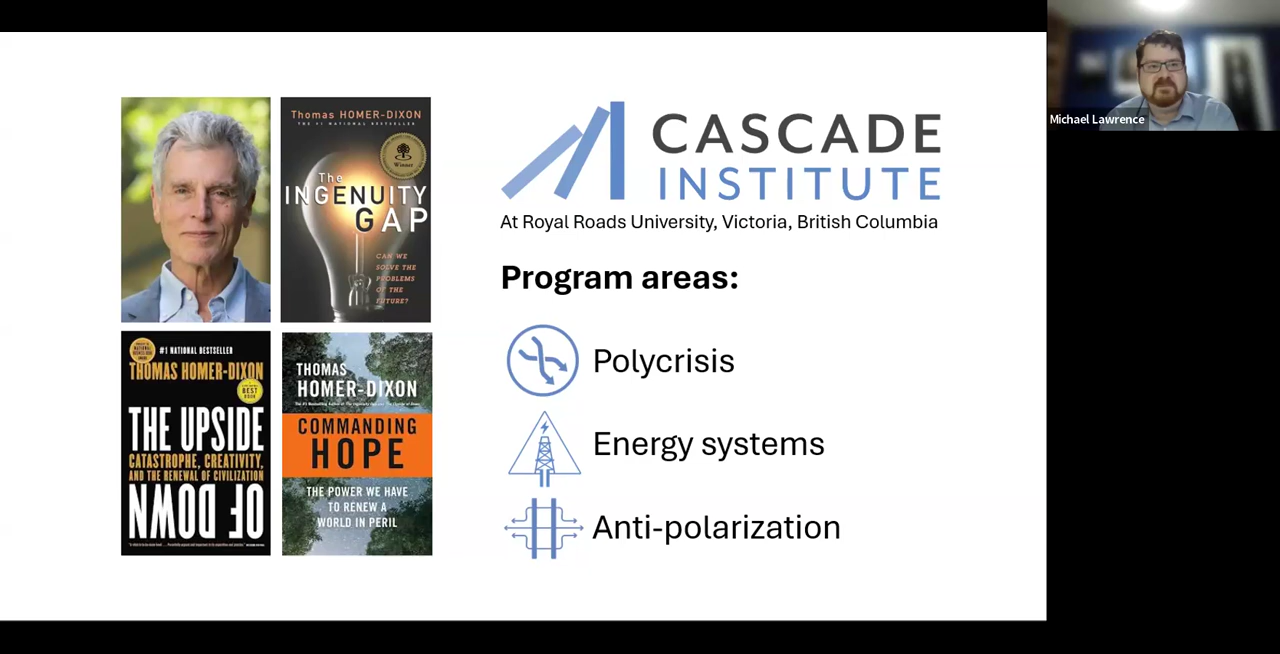 Thomas HOMER-DIXON
THE #1 NATIONAL BESTSELLER
Winner
The
INGENUITY
GAP
CAN WE
SOLVE THE
PROBLEMS
OF THE
FUTURE?
#1 NATIONAL BESTSELLER
THOMAS HOMER-DIXON
BEST
BOOK
THE UPSIDE
CATASTROPHE, CREATIVITY,
AND THE RENEWAL OF CIVILIZATION
OF DOWN
THOMAS
HOMER-DIXON
COMMANDING
HOPE
THE POWER WE HAVE
TO RENEW A
WORLD IN PERIL
CASCADE
INSTITUTE
At Royal Roads University, Victoria, British Columbia
Program areas:
Polycrisis
Energy systems
Anti-polarization
Michael Lawrence